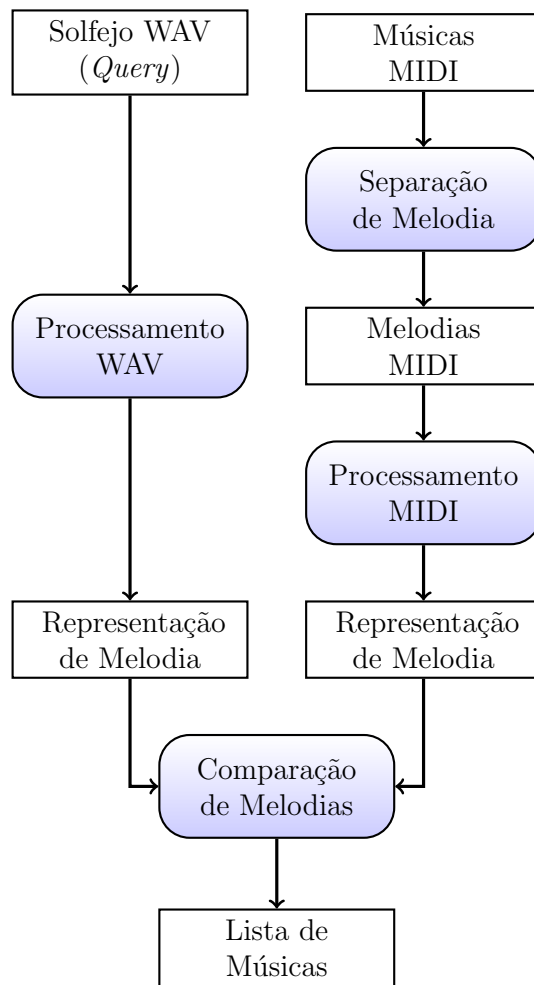 Solfejo WAV
(Query)
Músicas
MIDI
Separação
de Melodia
Processamento
WAV
Melodias
MIDI
Processamento
MIDI
Representação
de Melodia
Representação
de Melodia
Comparação
de Melodias
Lista de
Músicas